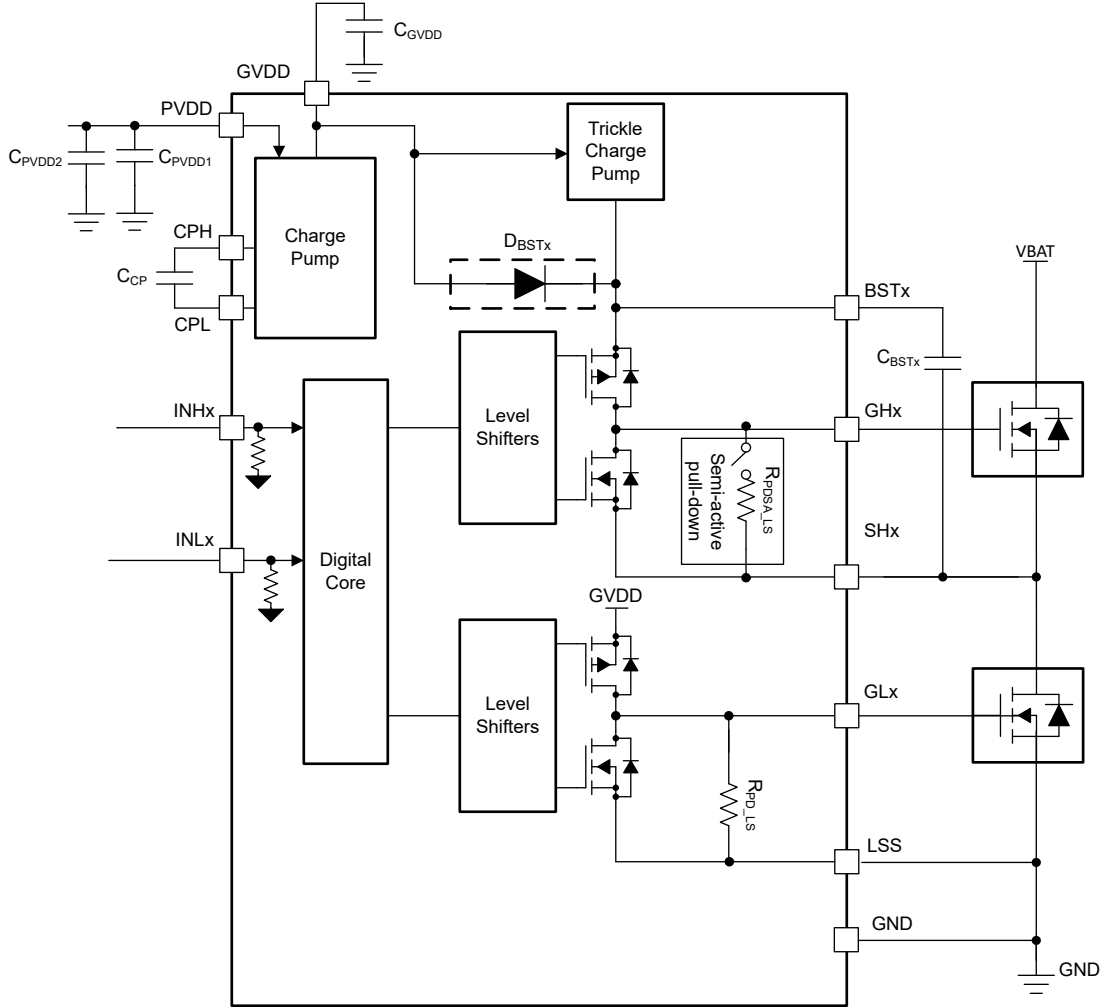 C_GVDD
GVDD
PVDD
C_PVDD2
C_PVDD1
Trickle
Charge
Pump
CPH
C_CP
CPL
Charge
Pump
D_BSTx
VBAT
BSTx
C_BSTx
INHx
Level
Shifters
GHx
R_PDSA_LS
Semi-active
pull-down
SHx
INLx
Digital
Core
GVDD
Level
Shifters
GLx
R_PD_LS
LSS
GND
GND